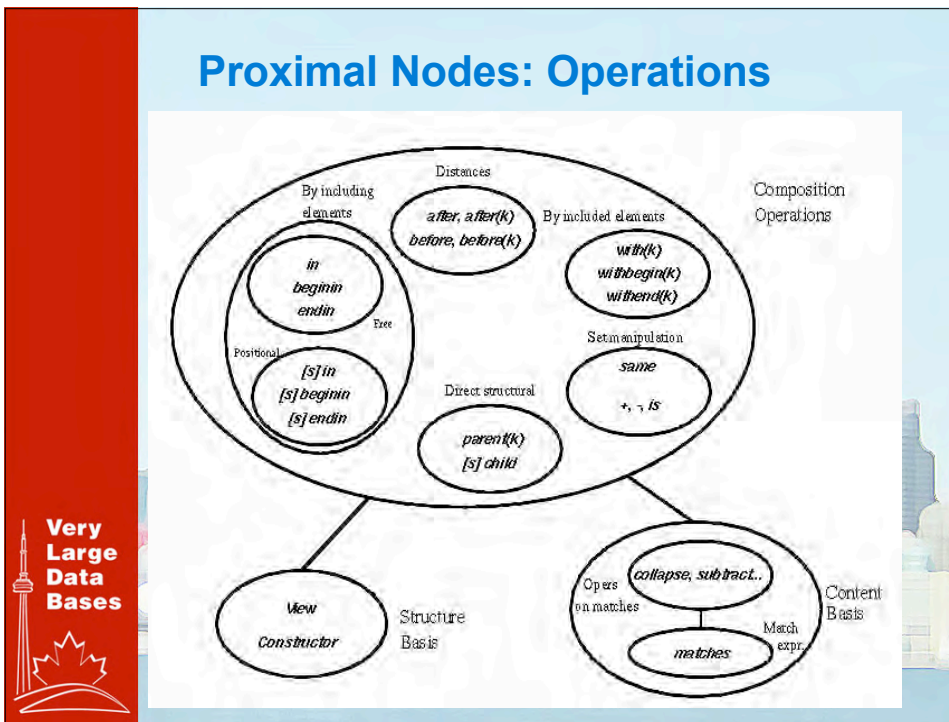 Proximal Nodes: Operations
Distances
By including
elements
after, after(k)
before, before(k)
By included elements
Composition
Operations
in
beginin
endin
Free
with(k)
withbegin(k)
withend(k)
Positional
[s] in
[s] beginin
[s] endin
Set manipulation
same
+, -, is
Direct structural
parent(k)
[s] child
Very
Large
Data
Bases
View
Constructor
Structure
Basis
Opers
on matches
collapse, subtract...
Content
Basis
Match
expr.
matches